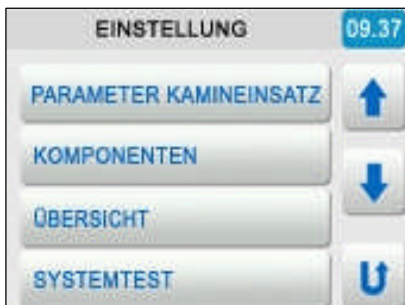 EINSTELLUNG 09.37
PARAMETER KAMINEINSATZ
KOMPONENTEN
ÜBERSICHT
SYSTEMTEST